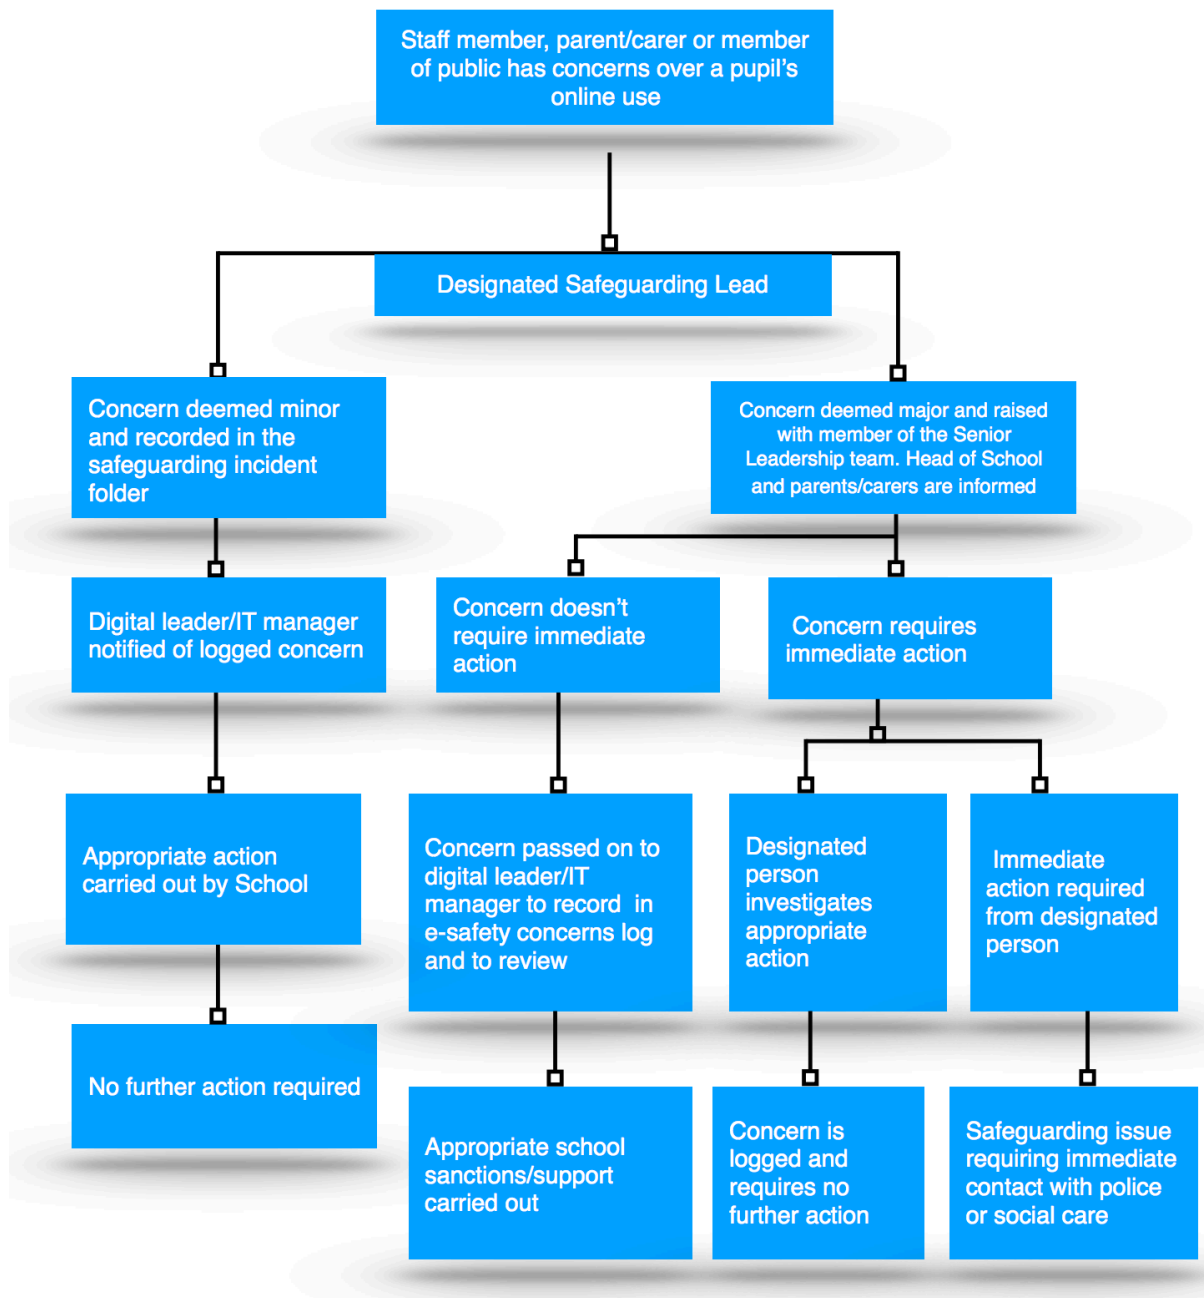 Staff member, parent/carer or member
of public has concerns over a pupil's
online use
Designated Safeguarding Lead
Concern deemed minor
and recorded in the
safeguarding incident
folder
Concern deemed major and raised
with member of the Senior
Leadership team. Head of School
and parents/carers are informed
Digital leader/IT manager
notified of logged concern
Concern doesn't
require immediate
action
Concern requires
immediate action
Appropriate action
carried out by School
Concern passed on to
digital leader/IT
manager to record in
e-safety concerns log
and to review
Designated
person
investigates
appropriate
action
Immediate
action required
from designated
person
No further action required
Appropriate school
sanctions/support
carried out
Concern is
logged and
requires no
further action
Safeguarding issue
requiring immediate
contact with police
or social care